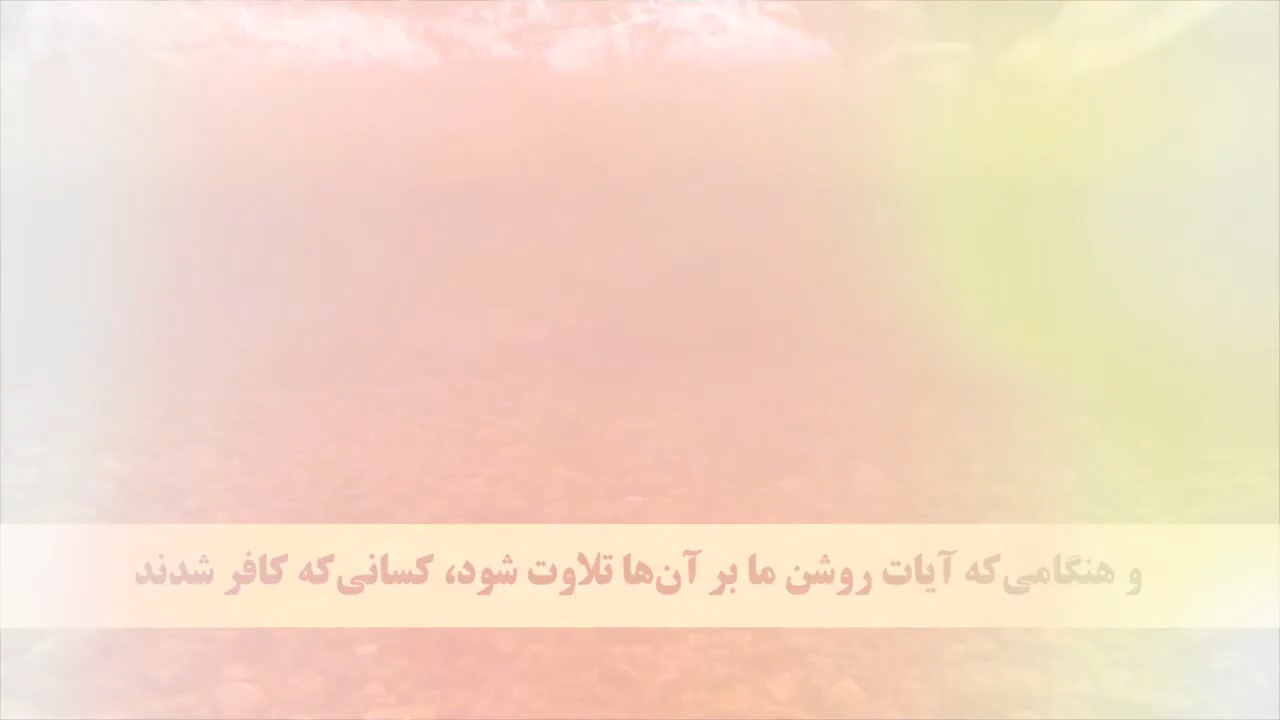 و هنگامی‌که آیات روشن ما بر آن‌ها تلاوت شود، کسانی‌که کافر شدند